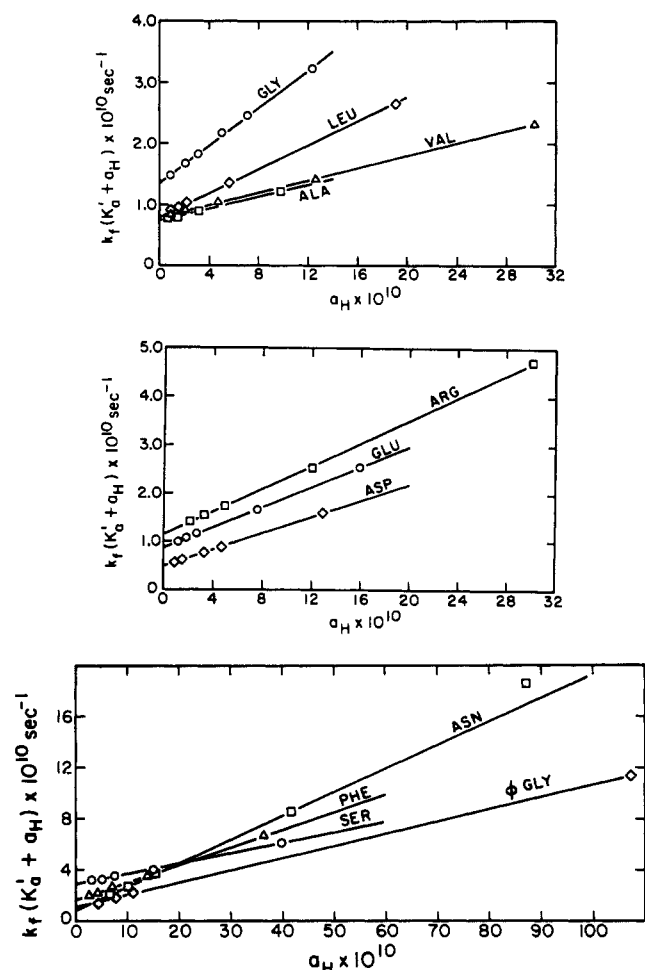 4.0
3.0
2.0
1.0
0.0
k_f (K'_a + a_H) x 10^10 sec^-1
GLY
LEU
VAL
ALA
0 4 8 12 16 20 24 28 32
a_H x 10^10
5.0
4.0
3.0
2.0
1.0
0
k_f (K'_a + a_H) x 10^10 sec^-1
ARG
GLU
ASP
0 4 8 12 16 20 24 28 32
a_H x 10^10
16
12
8
4
0
k_f (K'_a + a_H) x 10^10 sec^-1
ASN
PHE
SER
ϕ GLY
0 10 20 30 40 50 60 70 80 90 100
a_H x 10^10